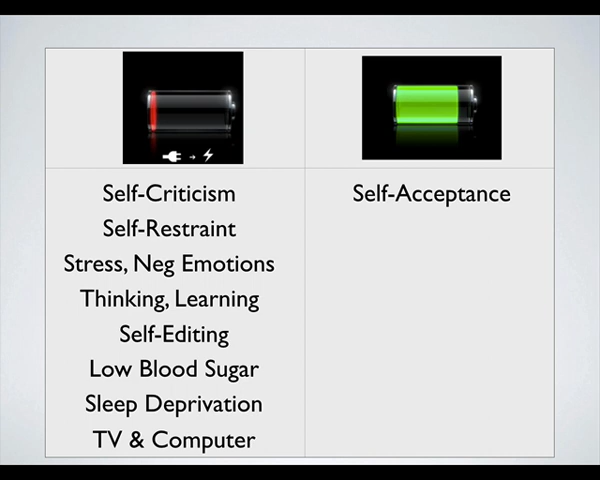 Self-Criticism
Self-Restraint
Stress, Neg Emotions
Thinking, Learning
Self-Editing
Low Blood Sugar
Sleep Deprivation
TV & Computer
Self-Acceptance